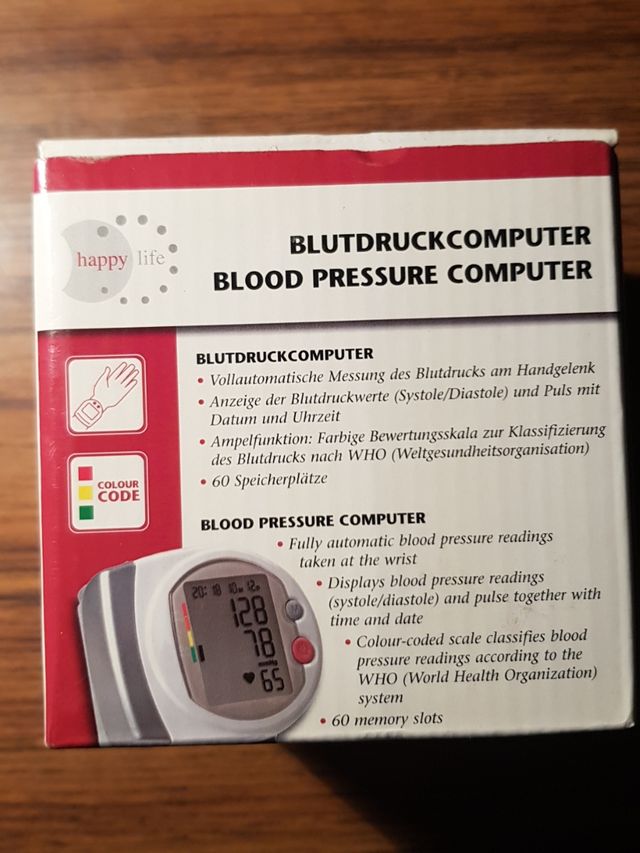 happy life
BLUTDRUCKCOMPUTER
BLOOD PRESSURE COMPUTER
BLUTDRUCKCOMPUTER
• Vollautomatische Messung des Blutdrucks am Handgelenk
• Anzeige der Blutdruckwerte (Systole/Diastole) und Puls mit
Datum und Uhrzeit
• Ampelfunktion: Farbige Bewertungsskala zur Klassifizierung
des Blutdrucks nach WHO (Weltgesundheitsorganisation)
• 60 Speicherplätze
COLOUR
CODE
BLOOD PRESSURE COMPUTER
• Fully automatic blood pressure readings
taken at the wrist
• Displays blood pressure readings
(systole/diastole) and pulse together with
time and date
• Colour-coded scale classifies blood
pressure readings according to the
WHO (World Health Organization)
system
• 60 memory slots
20:18 10M 12D
128
78
65